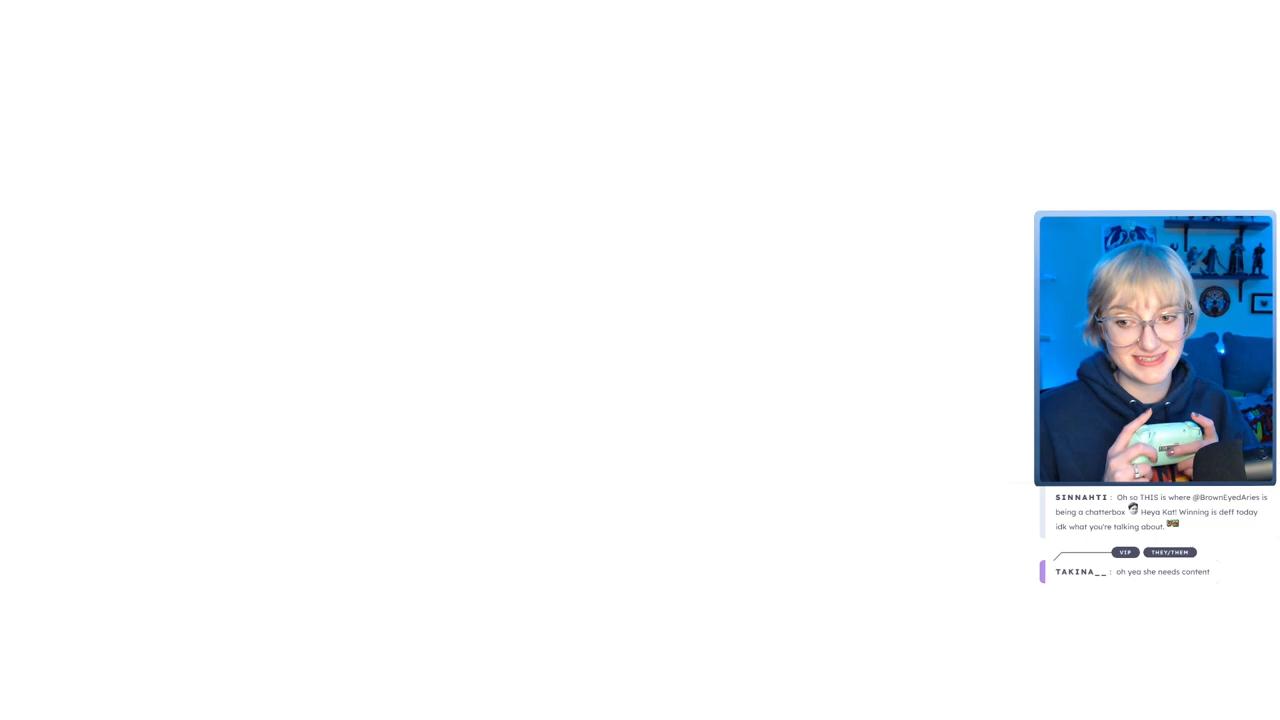 SINNAHTI : Oh so THIS is where @BrownEyedAries is
being a chatterbox Heya Kat! Winning is deff today
idk what you're talking about.
VIP THEY/THEM
TAKINA__ : oh yea she needs content